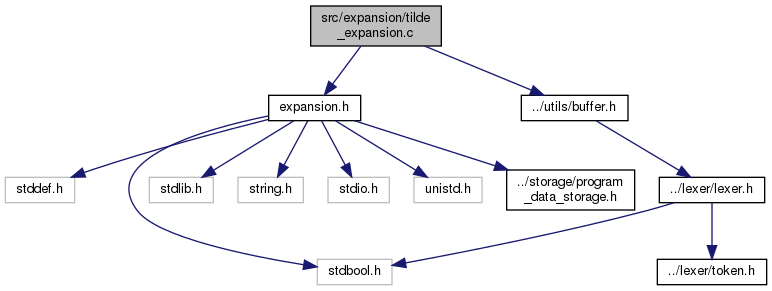 src/expansion/tilde
_expansion.c
expansion.h
../utils/buffer.h
stddef.h
stdlib.h
string.h
stdio.h
unistd.h
../storage/program
_data_storage.h
../lexer/lexer.h
stdbool.h
../lexer/token.h